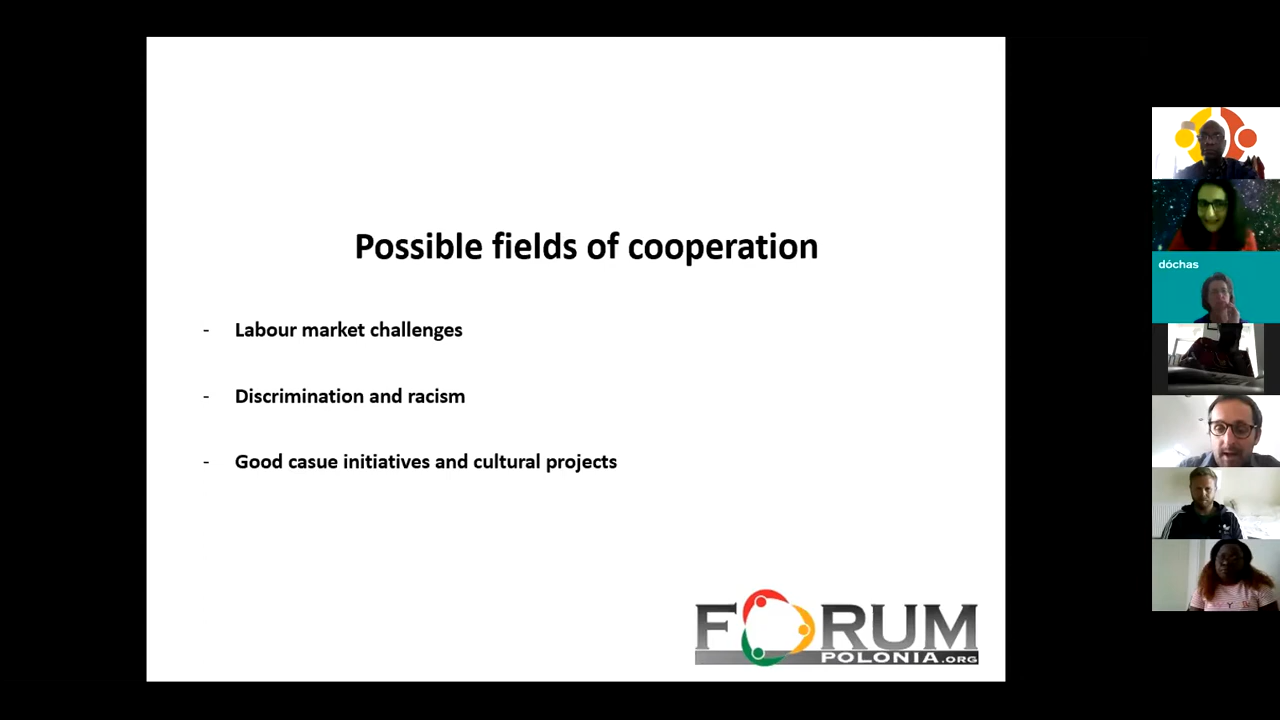 Possible fields of cooperation
- Labour market challenges
- Discrimination and racism
- Good casue initiatives and cultural projects
FORUM
POLONIA.ORG
dóchas